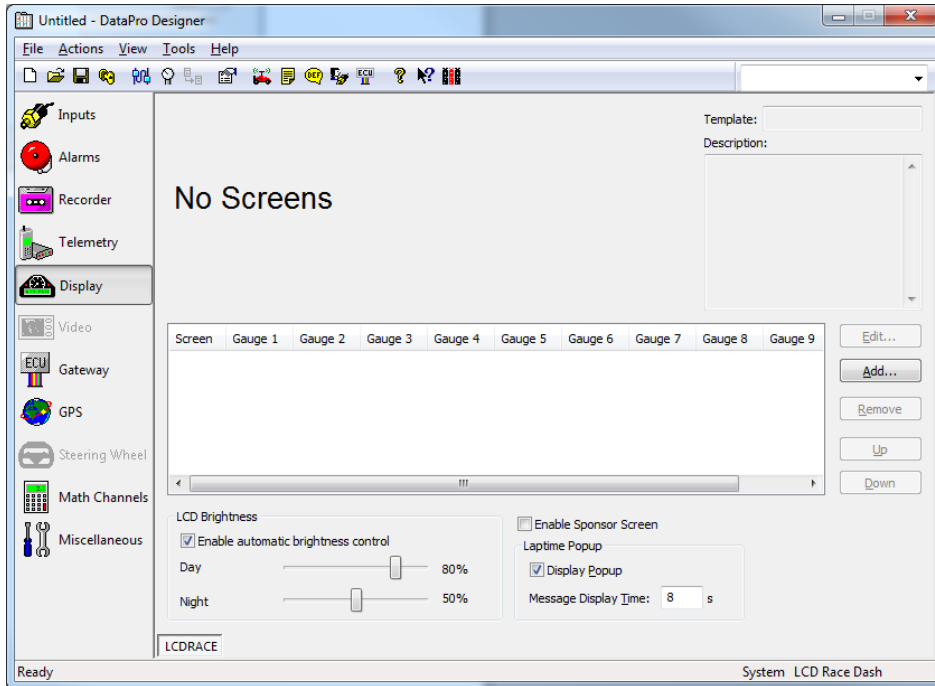 Untitled - DataPro Designer
File Actions View Tools Help
DEF
ECU
Inputs
Alarms
Recorder
Telemetry
Display
Video
ECU
Gateway
GPS
Steering Wheel
Math Channels
Miscellaneous
No Screens
Template:
Description:
Screen Gauge 1 Gauge 2 Gauge 3 Gauge 4 Gauge 5 Gauge 6 Gauge 7 Gauge 8 Gauge 9
Edit...
Add...
Remove
Up
Down
LCD Brightness
Enable automatic brightness control
Day 80%
Night 50%
Enable Sponsor Screen
Laptime Popup
Display Popup
Message Display Time: 8 s
LCDRACE
Ready
System LCD Race Dash